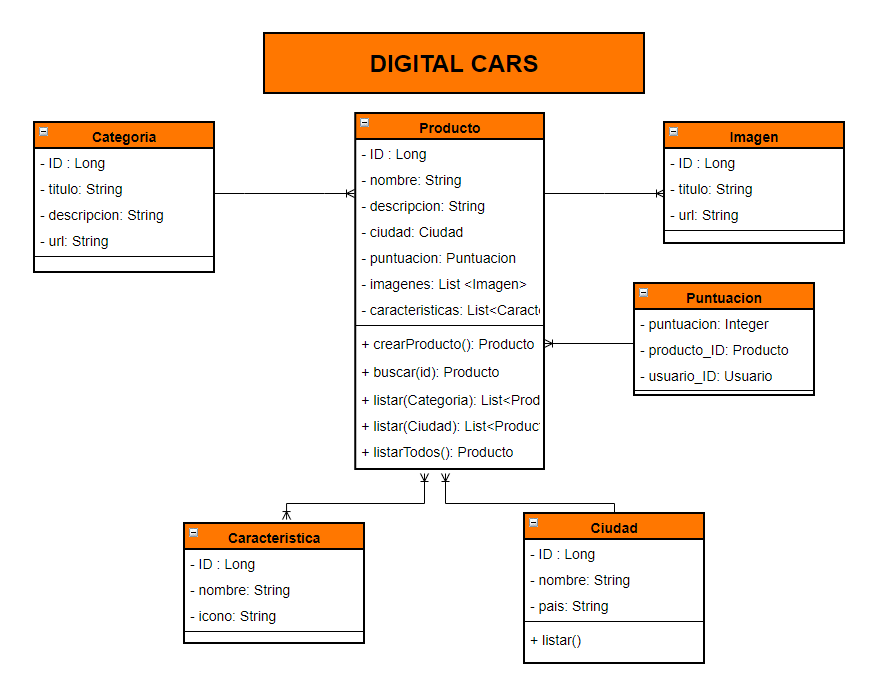 DIGITAL CARS
Categoria
- ID : Long
- titulo: String
- descripcion: String
- url: String
Producto
- ID : Long
- nombre: String
- descripcion: String
- ciudad: Ciudad
- puntuacion: Puntuacion
- imagenes: List <Imagen>
- caracteristicas: List<Caracte
+ crearProducto(): Producto
+ buscar(id): Producto
+ listar(Categoria): List<Prod
+ listar(Ciudad): List<Produc
+ listarTodos(): Producto
Imagen
- ID : Long
- titulo: String
- url: String
Puntuacion
- puntuacion: Integer
- producto_ID: Producto
- usuario_ID: Usuario
Caracteristica
- ID : Long
- nombre: String
- icono: String
Ciudad
- ID : Long
- nombre: String
- pais: String
+ listar()